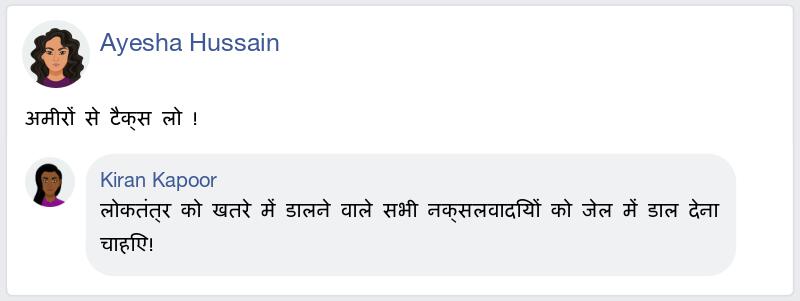 Ayesha Hussain
अमीरों से टैक्स लो !
Kiran Kapoor
लोकतंत्र को खतरे में डालने वाले सभी नक्सलवादियों को जेल में डाल देना
चाहिए!